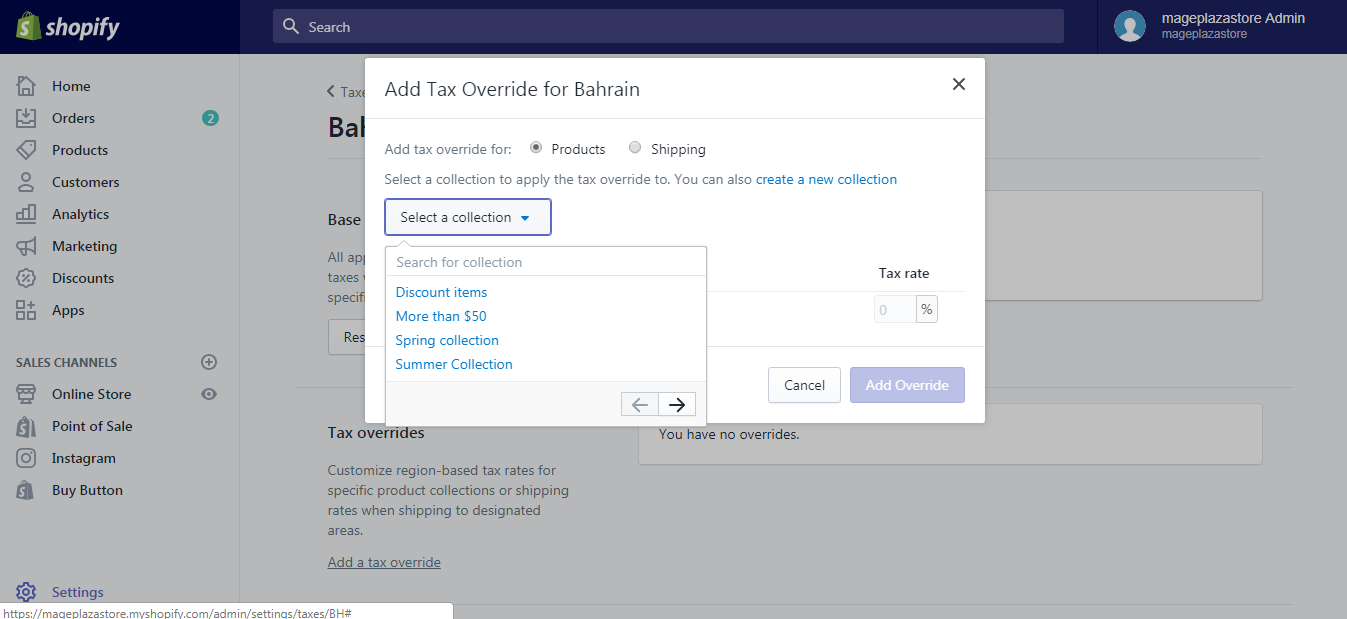 shopify
Search
mageplazastore Admin
mageplazastore
Home
Orders
2
Products
Customers
Analytics
Marketing
Discounts
Apps
SALES CHANNELS
Online Store
Point of Sale
Instagram
Buy Button
Settings
https://mageplazastore.myshopify.com/admin/settings/taxes/BH#
Taxe
Bah
Base
All app
taxes
specifi
Res
Add Tax Override for Bahrain
Add tax override for: Products Shipping
Select a collection to apply the tax override to. You can also create a new collection
Select a collection
Search for collection
Discount items
More than $50
Spring collection
Summer Collection
Tax rate
0 %
Cancel Add Override
Tax overrides
You have no overrides.
Customize region-based tax rates for
specific product collections or shipping
rates when shipping to designated
areas.
Add a tax override